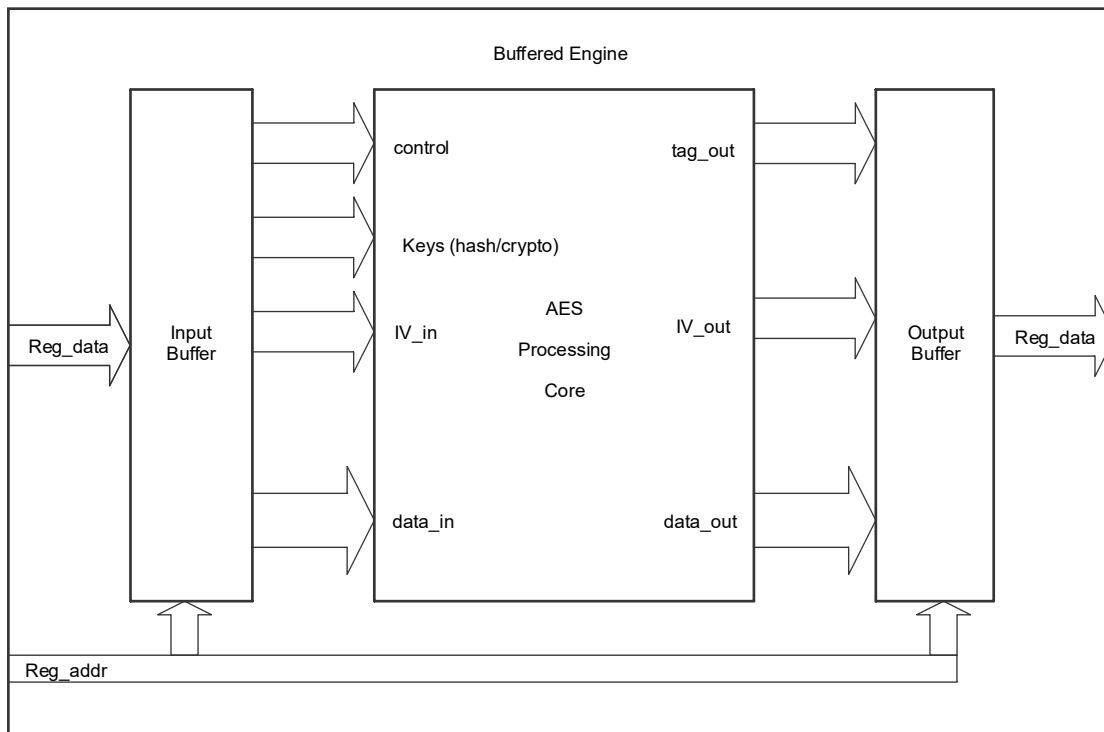 Buffered Engine
control
tag_out
Keys (hash/crypto)
Reg_data
Input
Buffer
IV_in
AES
Processing
Core
IV_out
Output
Buffer
Reg_data
data_in
data_out
Reg_addr